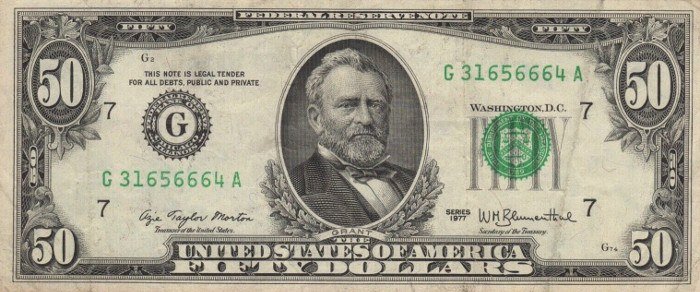 FEDERAL RESERVE NOTE
FIFTY FIFTY
50 50
G2
THIS NOTE IS LEGAL TENDER
FOR ALL DEBTS, PUBLIC AND PRIVATE
G 31656664 A
7 7
WASHINGTON, D.C.
G
G 31656664 A
7 7
SERIES
1977
Azie Taylor Morton
Treasurer of the United States.
W M Blumenthal
Secretary of the Treasury.
GRANT
50 50
THE
UNITED STATES OF AMERICA
FIFTY DOLLARS